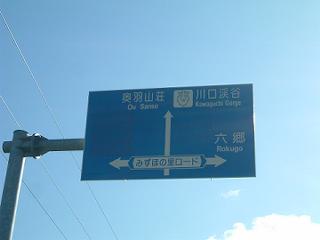 奥羽山荘
Ou Sanso
川口渓谷
Kawaguchi Gorge
六郷
Rokugo
みずほの里ロード